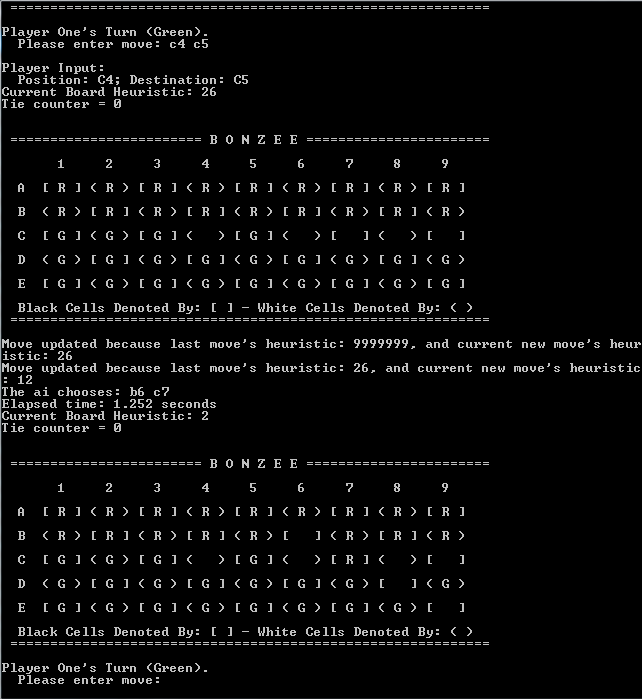 ===========================================================
Player One's Turn (Green).
  Please enter move: c4 c5
Player Input:
  Position: C4; Destination: C5
Current Board Heuristic: 26
Tie counter = 0
======================== B O N Z E E =======================
1 2 3 4 5 6 7 8 9
A [ R ]( R )[ R ]( R )[ R ]( R )[ R ]( R )[ R ]
B ( R )[ R ]( R )[ R ]( R )[ R ]( R )[ R ]( R )
C [ G ]( G )[ G ](   )[ G ](   )[   ](   )[   ]
D ( G )[ G ]( G )[ G ]( G )[ G ]( G )[ G ]( G )
E [ G ]( G )[ G ]( G )[ G ]( G )[ G ]( G )[ G ]
Black Cells Denoted By: [ ] - White Cells Denoted By: ( )
===========================================================
Move updated because last move's heuristic: 9999999, and current new move's heur
istic: 26
Move updated because last move's heuristic: 26, and current new move's heuristic
: 12
The ai chooses: b6 c7
Elapsed time: 1.252 seconds
Current Board Heuristic: 2
Tie counter = 0
======================== B O N Z E E =======================
1 2 3 4 5 6 7 8 9
A [ R ]( R )[ R ]( R )[ R ]( R )[ R ]( R )[ R ]
B ( R )[ R ]( R )[ R ]( R )[   ]( R )[ R ]( R )
C [ G ]( G )[ G ](   )[ G ](   )[ R ](   )[   ]
D ( G )[ G ]( G )[ G ]( G )[ G ]( G )[   ]( G )
E [ G ]( G )[ G ]( G )[ G ]( G )[ G ]( G )[   ]
Black Cells Denoted By: [ ] - White Cells Denoted By: ( )
===========================================================
Player One's Turn (Green).
  Please enter move: